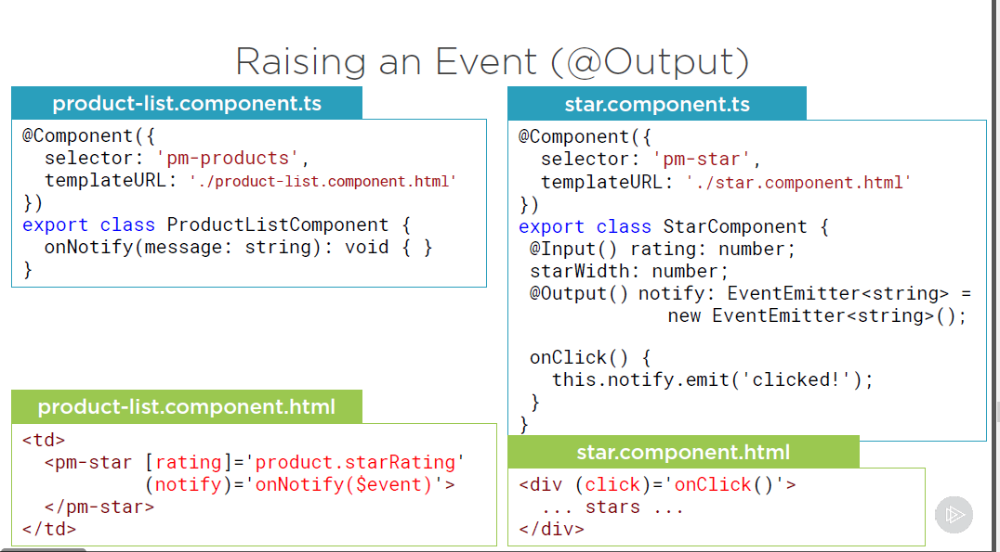 Raising an Event (@Output)
product-list.component.ts
@Component({
  selector: 'pm-products',
  templateURL: './product-list.component.html'
})
export class ProductListComponent {
  onNotify(message: string): void { }
}
star.component.ts
@Component({
  selector: 'pm-star',
  templateURL: './star.component.html'
})
export class StarComponent {
 @Input() rating: number;
 starWidth: number;
 @Output() notify: EventEmitter<string> =
             new EventEmitter<string>();
 onClick() {
   this.notify.emit('clicked!');
 }
}
product-list.component.html
<td>
  <pm-star [rating]='product.starRating'
           (notify)='onNotify($event)'>
  </pm-star>
</td>
star.component.html
<div (click)='onClick()'>
  ... stars ...
</div>